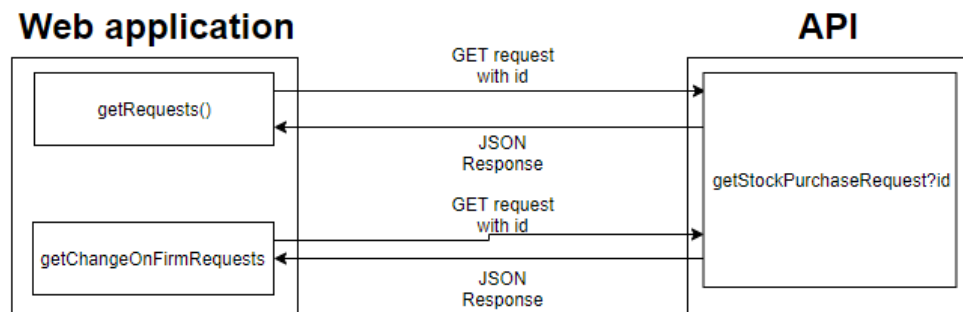 Web application
API
GET request
with id
getRequests()
JSON
Response
getStockPurchaseRequest?id
GET request
with id
getChangeOnFirmRequests
JSON
Response